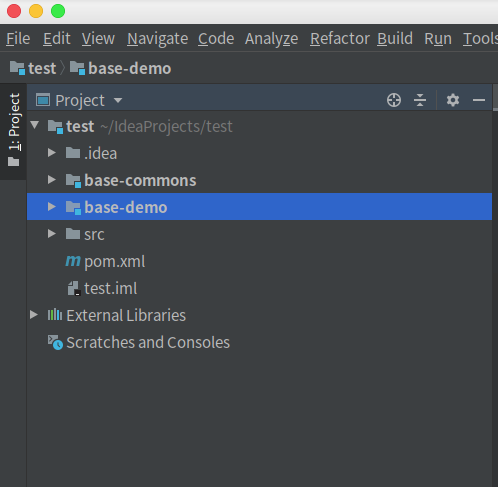 File Edit View Navigate Code Analyze Refactor Build Run Tools
test base-demo
1: Project
Project
test ~/IdeaProjects/test
.idea
base-commons
base-demo
src
pom.xml
test.iml
External Libraries
Scratches and Consoles